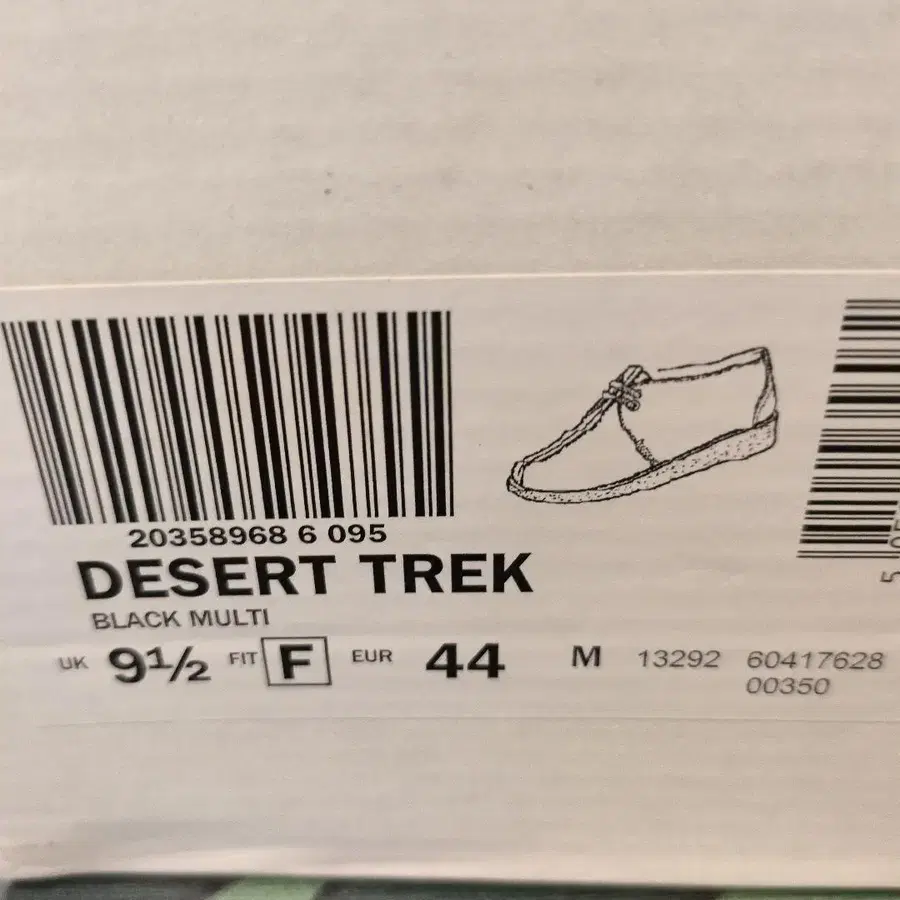 20358968 6 095
DESERT TREK
BLACK MULTI
UK 9½ FIT F EUR 44 M 13292 60417628
00350